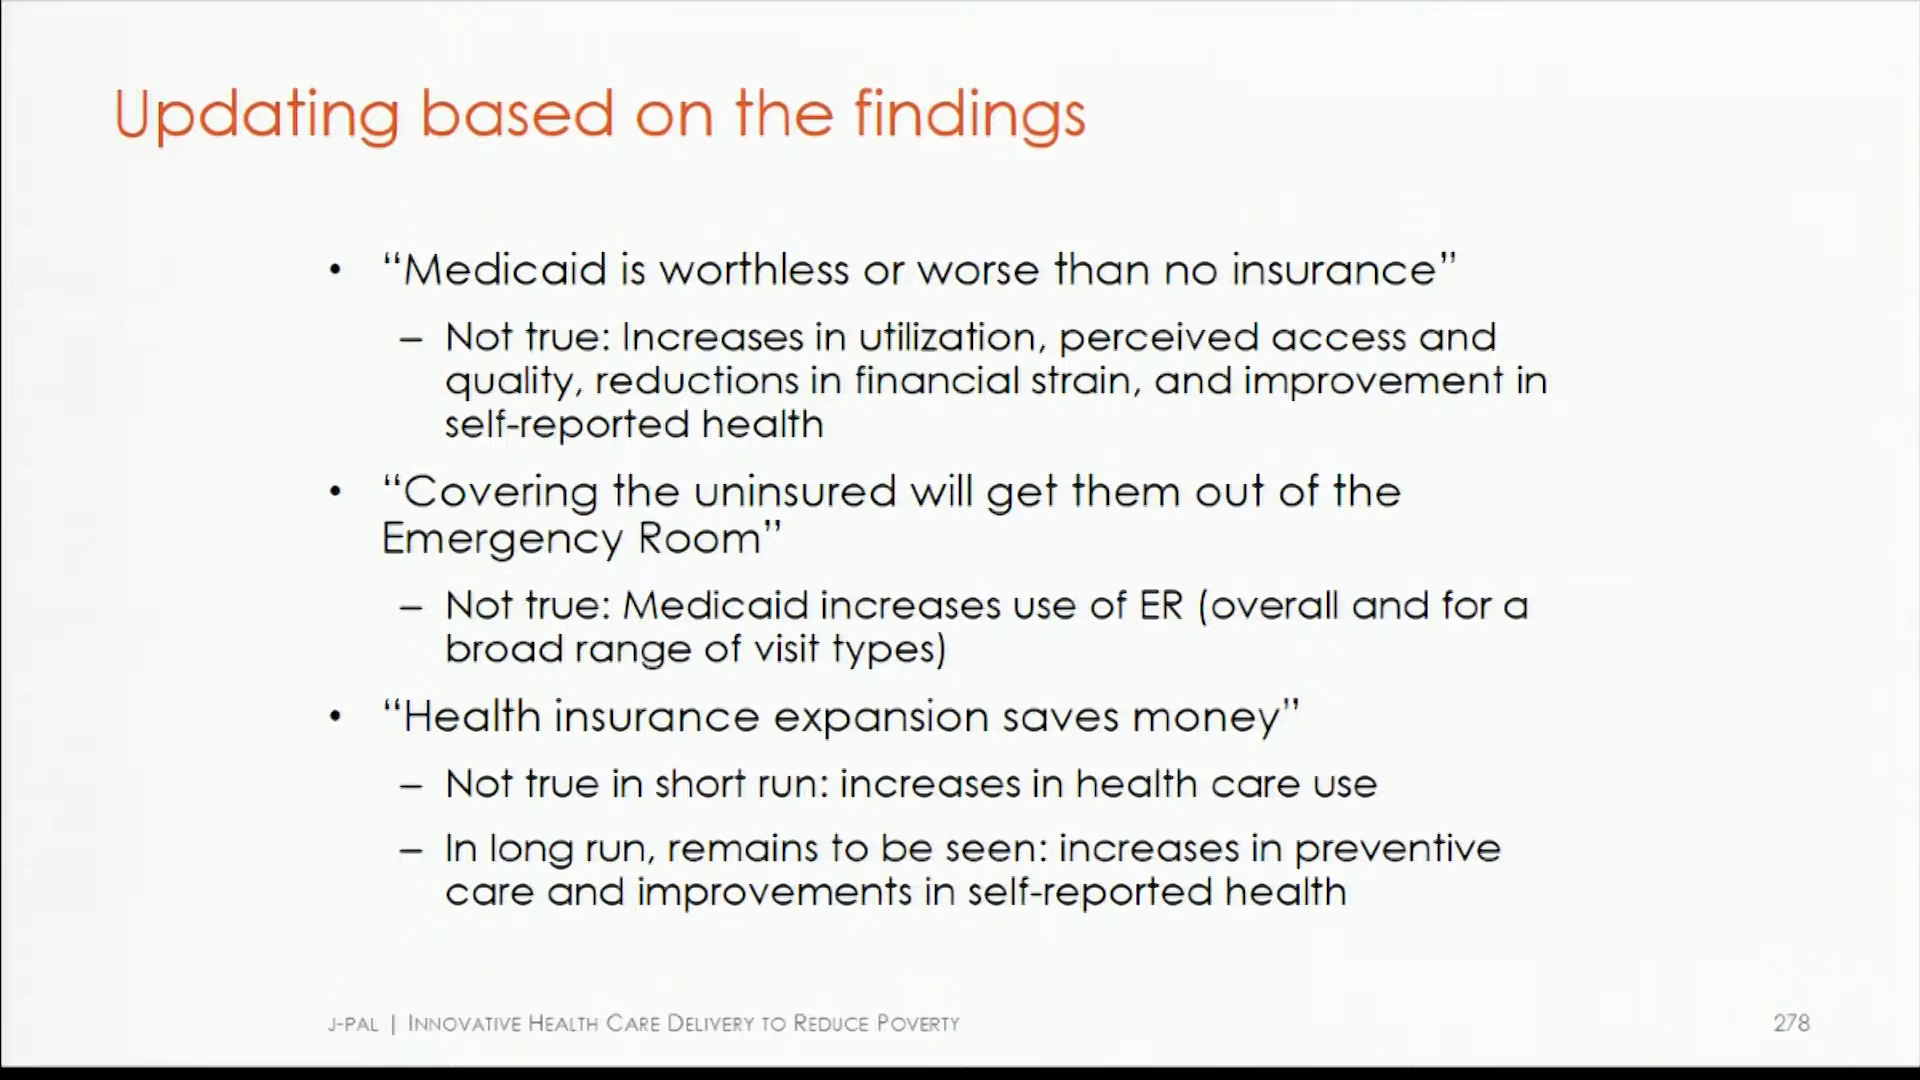 Updating based on the findings
• “Medicaid is worthless or worse than no insurance”
– Not true: Increases in utilization, perceived access and
quality, reductions in financial strain, and improvement in
self-reported health
• “Covering the uninsured will get them out of the
Emergency Room”
– Not true: Medicaid increases use of ER (overall and for a
broad range of visit types)
• “Health insurance expansion saves money”
– Not true in short run: increases in health care use
– In long run, remains to be seen: increases in preventive
care and improvements in self-reported health
J-PAL | INNOVATIVE HEALTH CARE DELIVERY TO REDUCE POVERTY
278